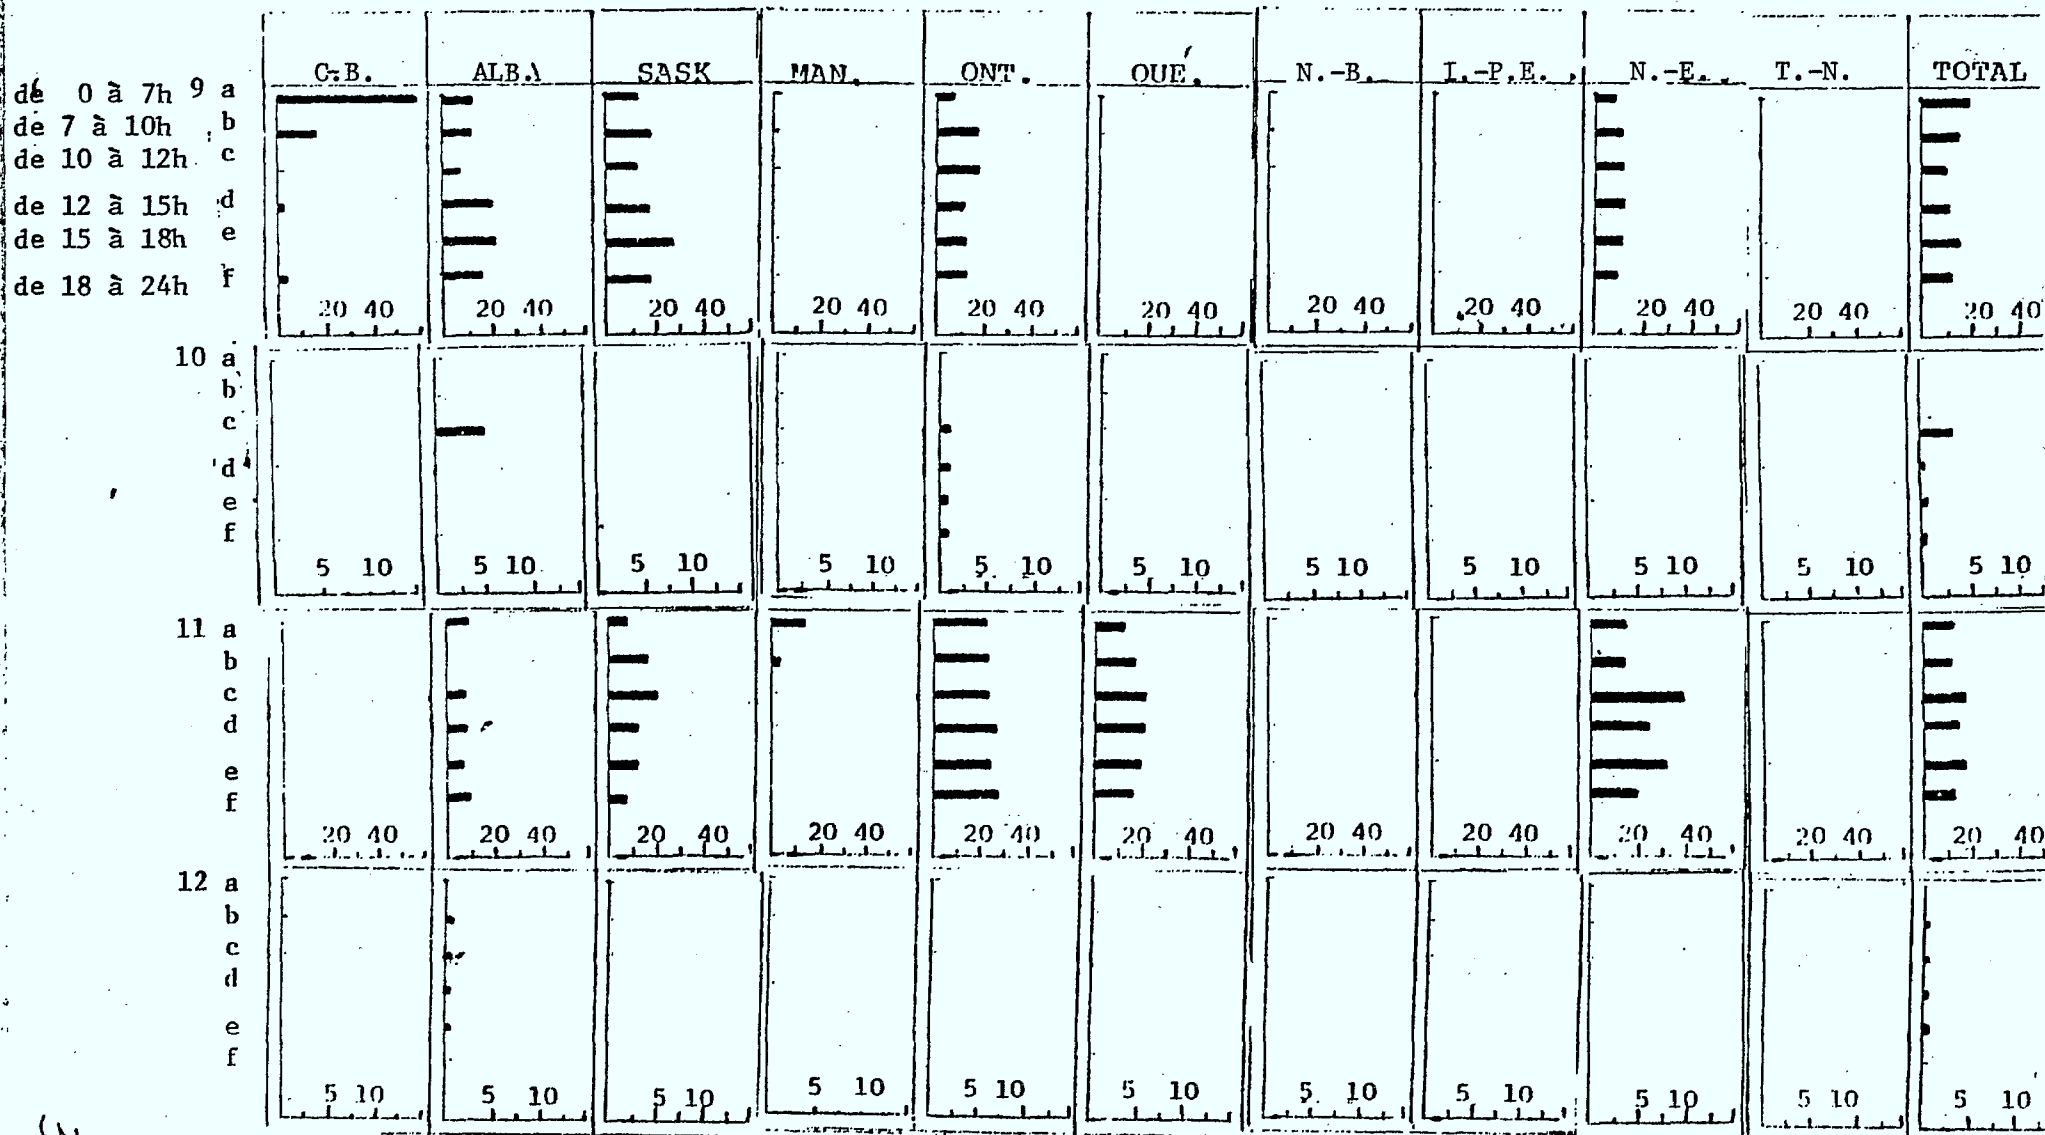 C.B. ALB. SASK MAN. ONT. QUÉ. N.-B. I.-P.E. N.-E. T.-N. TOTAL
de 0 à 7h 9 a
de 7 à 10h b
de 10 à 12h c
de 12 à 15h d
de 15 à 18h e
de 18 à 24h f
20 40 20 40 20 40 20 40 20 40 20 40 20 40 20 40 20 40 20 40 20 40
10 a
b
c
d
e
f
5 10 5 10 5 10 5 10 5 10 5 10 5 10 5 10 5 10 5 10 5 10
11 a
b
c
d
e
f
20 40 20 40 20 40 20 40 20 40 20 40 20 40 20 40 20 40 20 40 20 40
12 a
b
c
d
e
f
5 10 5 10 5 10 5 10 5 10 5 10 5 10 5 10 5 10 5 10 5 10